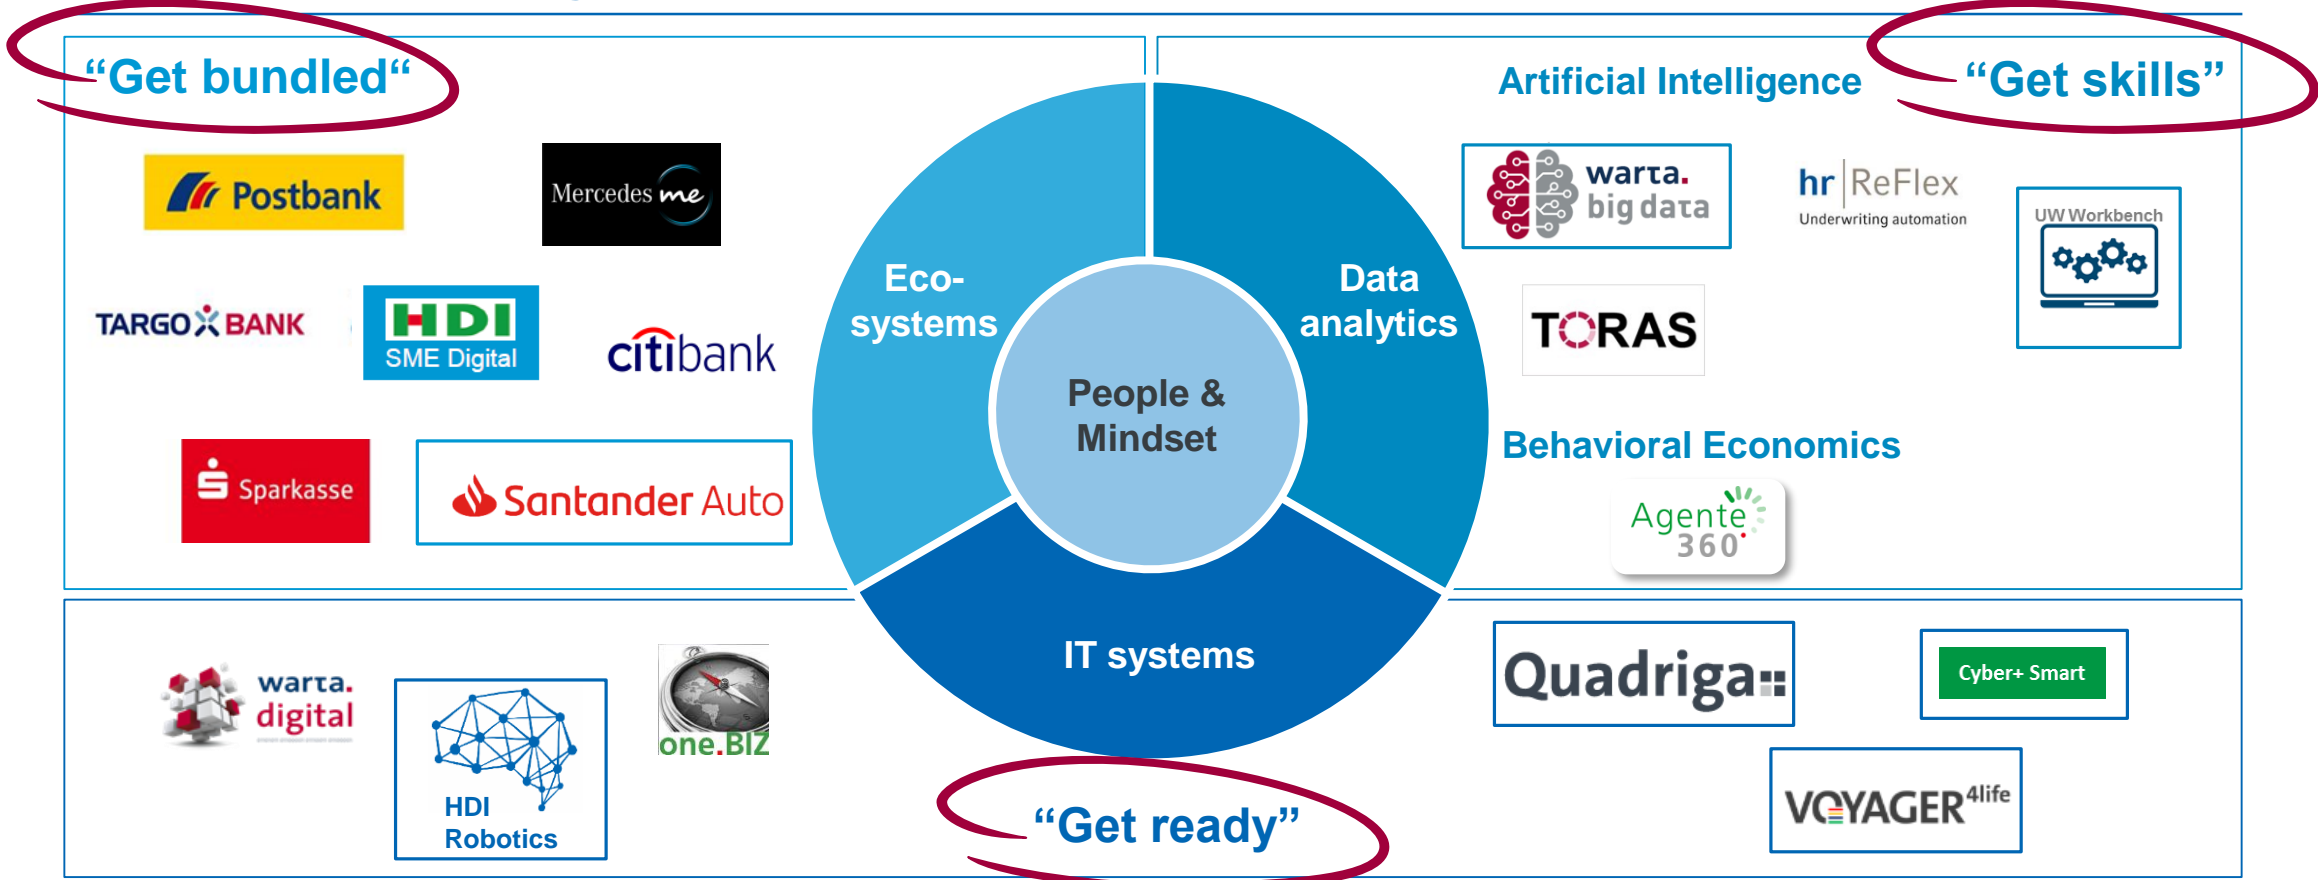 “Get bundled“
Postbank
Mercedes me
TARGO BANK
HDI
SME Digital
citibank
Sparkasse
Santander Auto
Eco-
systems
Data
analytics
People &
Mindset
IT systems
Artificial Intelligence
“Get skills”
warta.
big data
hr ReFlex
Underwriting automation
UW Workbench
TORAS
Behavioral Economics
Agente
360
warta.
digital
HDI
Robotics
one.BIZ
“Get ready”
Quadriga
Cyber+ Smart
VOYAGER 4life